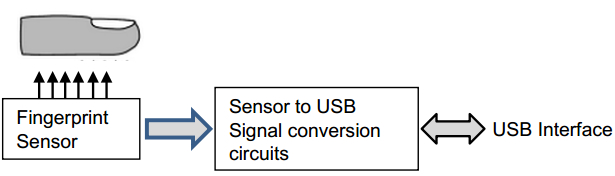 Fingerprint
Sensor
Sensor to USB
Signal conversion
circuits
USB Interface